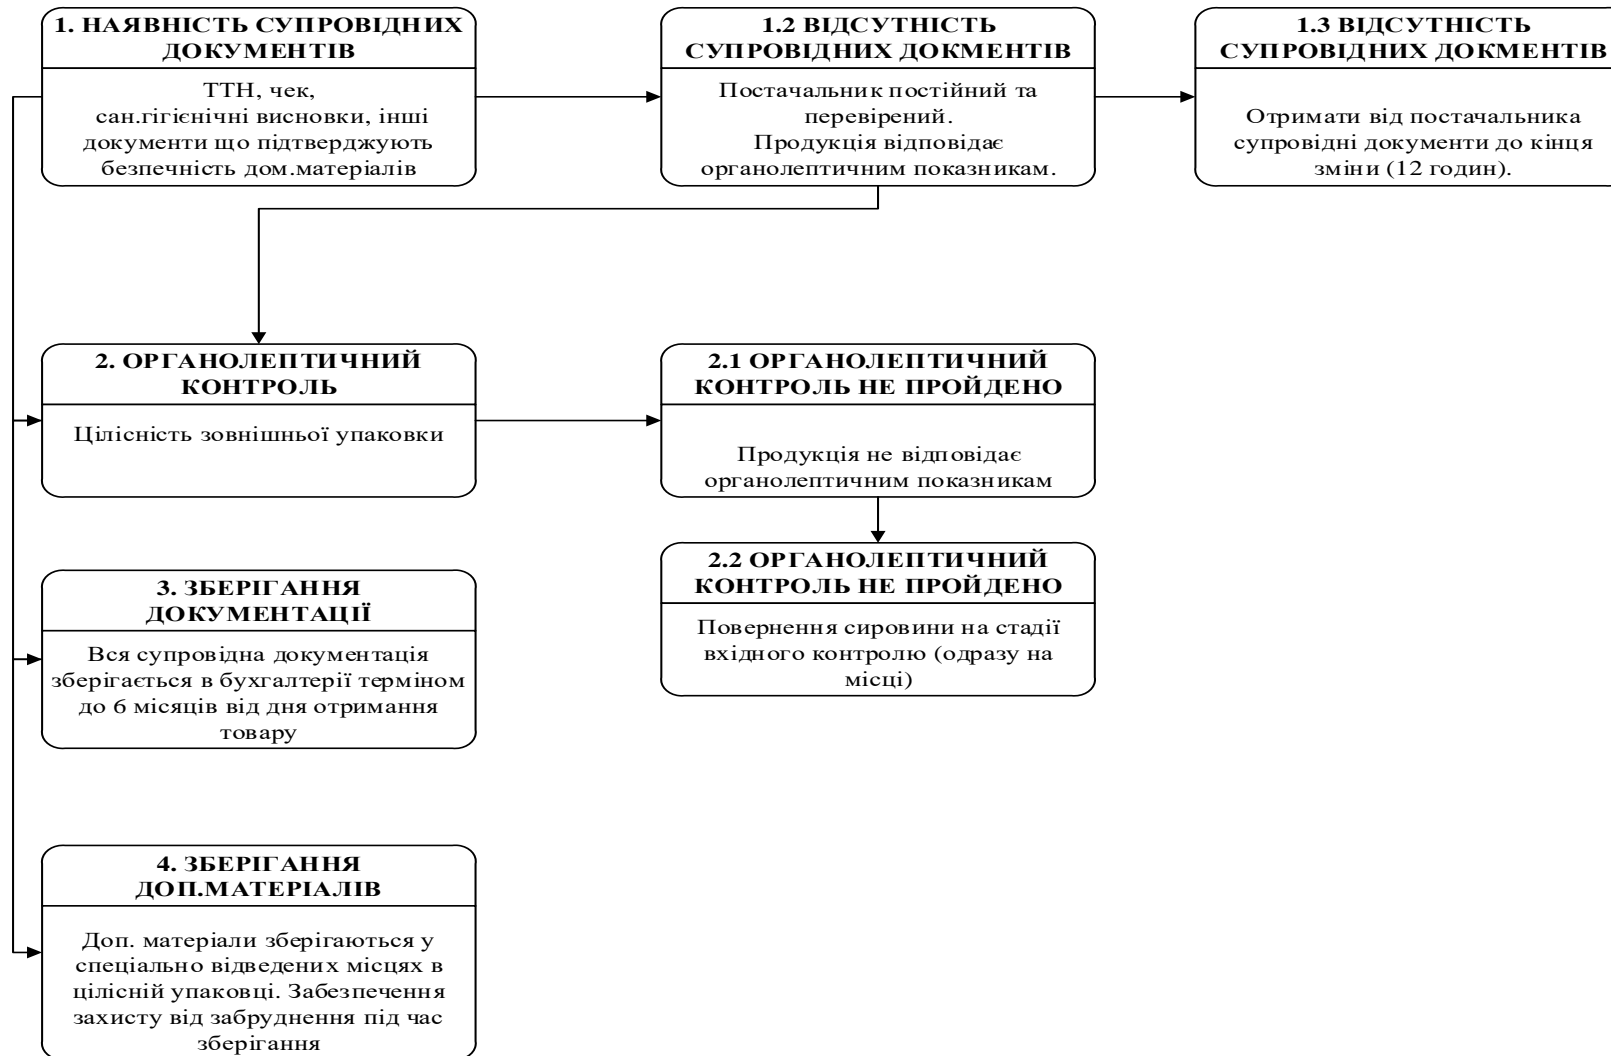 1. НАЯВНІСТЬ СУПРОВІДНИХ
ДОКУМЕНТІВ
ТТН, чек,
сан.гігієнічні висновки, інші
документи що підтверджують
безпечність дом.матеріалів
1.2 ВІДСУТНІСТЬ
СУПРОВІДНИХ ДОКМЕНТІВ
Постачальник постійний та
перевірений.
Продукція відповідає
органолептичним показникам.
1.3 ВІДСУТНІСТЬ
СУПРОВІДНИХ ДОКМЕНТІВ
Отримати від постачальника
супровідні документи до кінця
зміни (12 годин).
2. ОРГАНОЛЕПТИЧНИЙ
КОНТРОЛЬ
Цілісність зовнішньої упаковки
2.1 ОРГАНОЛЕПТИЧНИЙ
КОНТРОЛЬ НЕ ПРОЙДЕНО
Продукція не відповідає
органолептичним показникам
2.2 ОРГАНОЛЕПТИЧНИЙ
КОНТРОЛЬ НЕ ПРОЙДЕНО
Повернення сировини на стадії
вхідного контролю (одразу на
місці)
3. ЗБЕРІГАННЯ
ДОКУМЕНТАЦІЇ
Вся супровідна документація
зберігається в бухгалтерії терміном
до 6 місяців від дня отримання
товару
4. ЗБЕРІГАННЯ
ДОП.МАТЕРІАЛІВ
Доп. матеріали зберігаються у
спеціально відведених місцях в
цілісній упаковці. Забезпечення
захисту від забруднення під час
зберігання